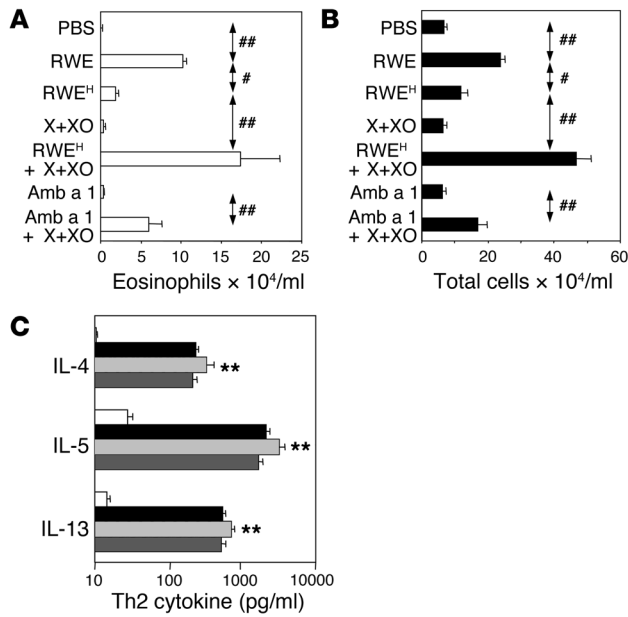 A
PBS
RWE
RWEᴴ
X+XO
RWEᴴ
+ X+XO
Amb a 1
Amb a 1
+ X+XO
##
#
##
##
0 5 10 15 20 25
Eosinophils × 10⁴/ml
B
PBS
RWE
RWEᴴ
X+XO
RWEᴴ
+ X+XO
Amb a 1
Amb a 1
+ X+XO
##
#
##
##
0 20 40 60
Total cells × 10⁴/ml
C
IL-4
**
IL-5
**
IL-13
**
10 100 1000 10000
Th2 cytokine (pg/ml)